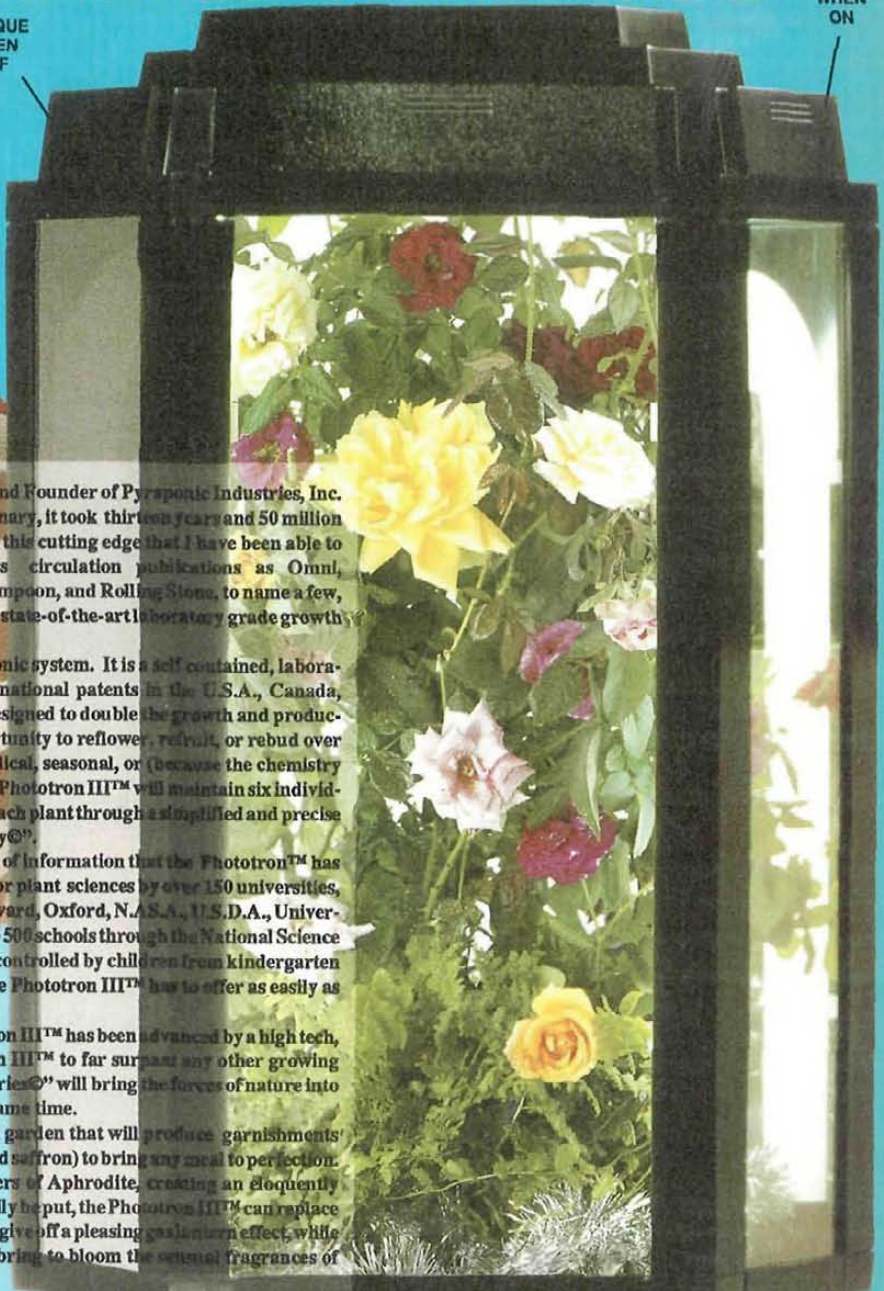 QUE
EN
F
WHEN
ON
nd Founder of Pyraponic Industries, Inc.
nary, it took thirteen years and 50 million
this cutting edge that I have been able to
s circulation publications as Omni,
mpoon, and Rolling Stone, to name a few,
state-of-the-art laboratory grade growth
nic system. It is a self contained, labora-
national patents in the U.S.A., Canada,
signed to double the growth and produc-
tunity to reflower, refruit, or rebud over
lical, seasonal, or (because the chemistry
Phototron III™ will maintain six individ-
ach plant through a simplified and precise
y©”.
of information that the Phototron™ has
or plant sciences by over 150 universities,
vard, Oxford, N.A.S.A., U.S.D.A., Univer-
500 schools through the National Science
controlled by children from kindergarten
e Phototron III™ has to offer as easily as
on III™ has been advanced by a high tech,
n III™ to far surpass any other growing
ries©” will bring the forces of nature into
ame time.
garden that will produce garnishments
d saffron) to bring any meal to perfection.
ers of Aphrodite, creating an eloquently
lly be put, the Phototron III™ can replace
give off a pleasing gaslantern effect, while
bring to bloom the sensual fragrances of